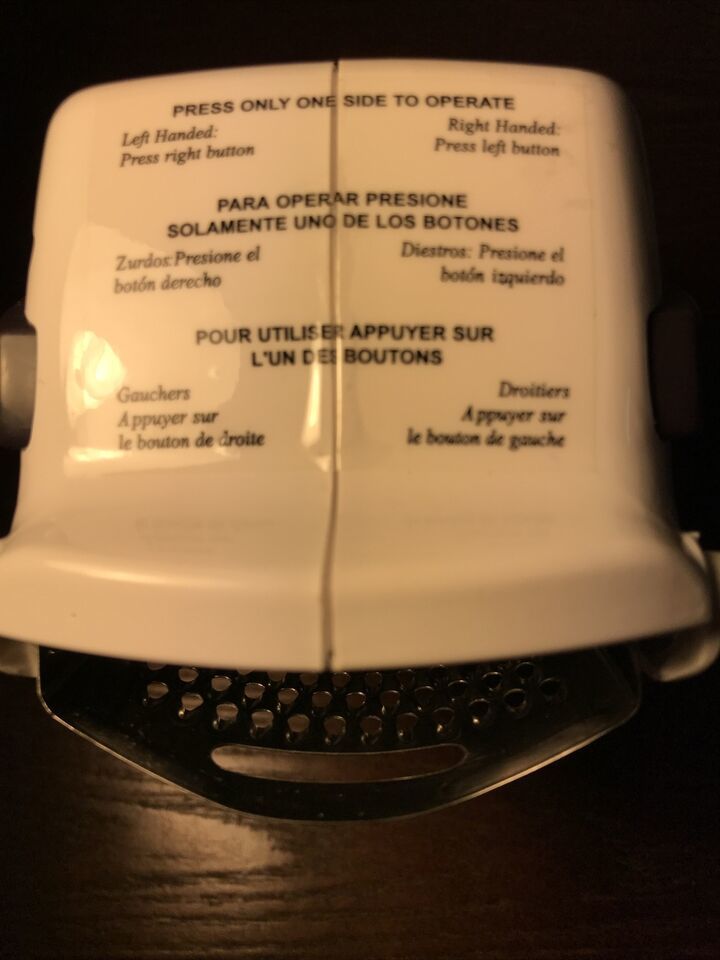 PRESS ONLY ONE SIDE TO OPERATE
Left Handed:
Press right button
Right Handed:
Press left button
PARA OPERAR PRESIONE
SOLAMENTE UNO DE LOS BOTONES
Zurdos:Presione el
botón derecho
Diestros: Presione el
botón izquierdo
POUR UTILISER APPUYER SUR
L'UN DES BOUTONS
Gauchers
Appuyer sur
le bouton de droite
Droitiers
Appuyer sur
le bouton de gauche